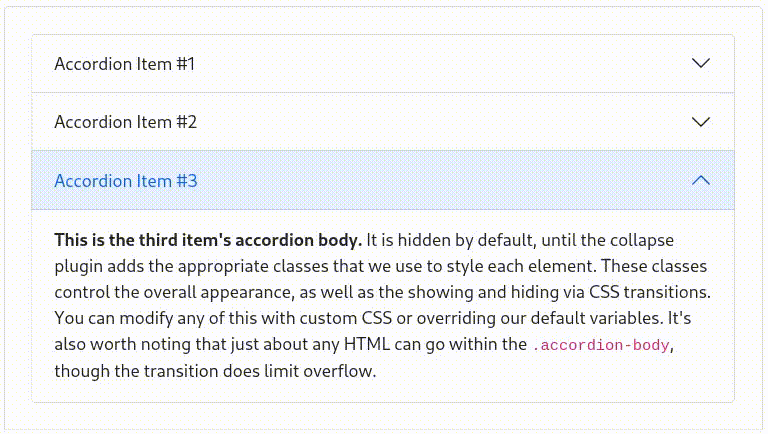 Accordion Item #1
Accordion Item #2
Accordion Item #3
This is the third item's accordion body. It is hidden by default, until the collapse
plugin adds the appropriate classes that we use to style each element. These classes
control the overall appearance, as well as the showing and hiding via CSS transitions.
You can modify any of this with custom CSS or overriding our default variables. It's
also worth noting that just about any HTML can go within the .accordion-body,
though the transition does limit overflow.